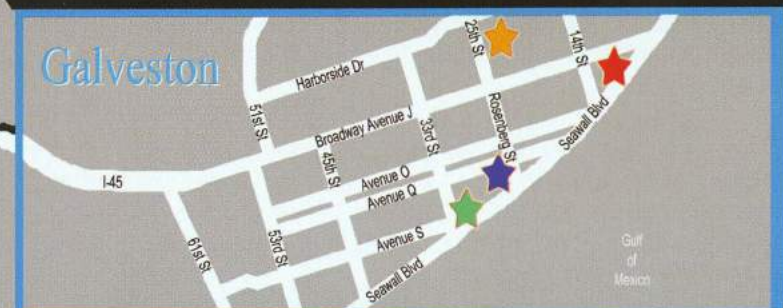 Galveston
25th St
14th St
Harborside Dr
51st St
Broadway Avenue J
33rd St
Rosenberg St
Seawall Blvd
45th St
Avenue O
Avenue Q
I-45
61st St
53rd St
Avenue S
Seawall Blvd
Gulf
of
Mexico